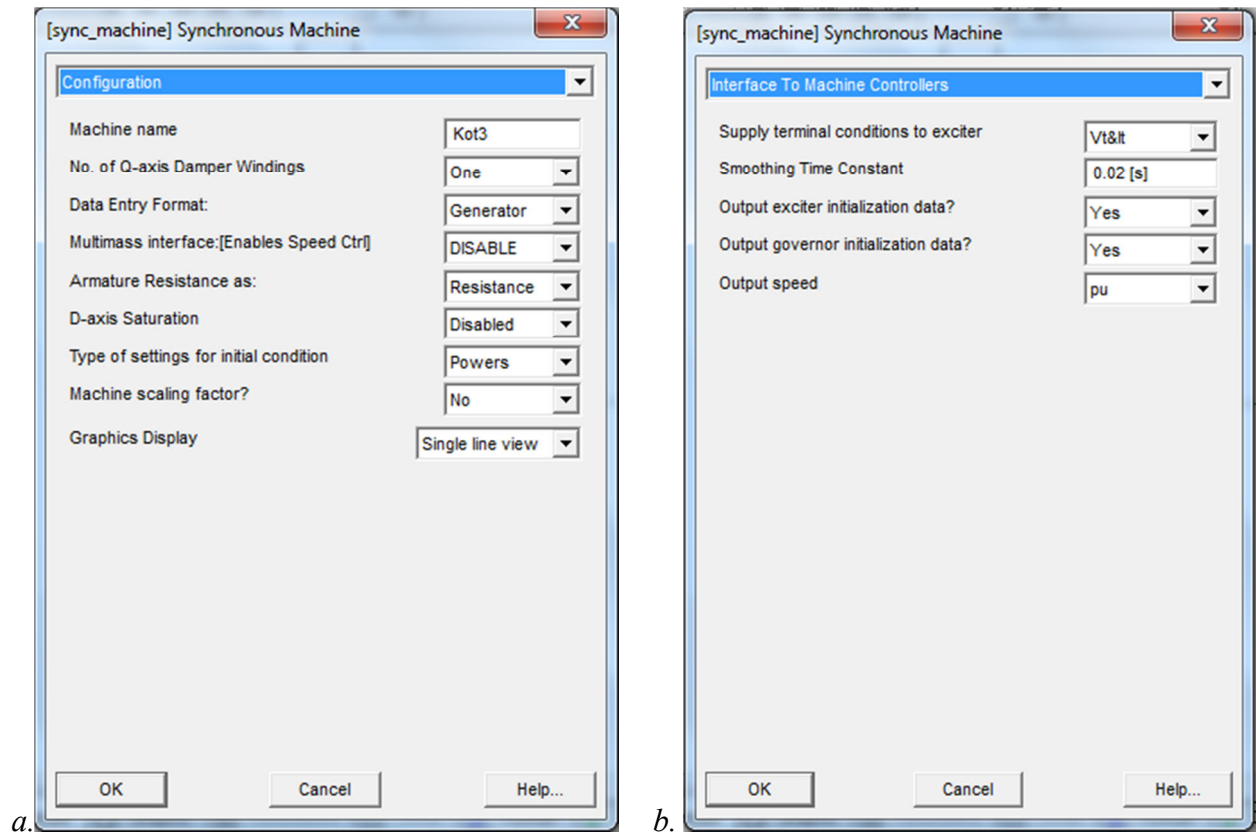 [sync_machine] Synchronous Machine
Configuration
Machine name Kot3
No. of Q-axis Damper Windings One
Data Entry Format: Generator
Multimass interface:[Enables Speed Ctrl] DISABLE
Armature Resistance as: Resistance
D-axis Saturation Disabled
Type of settings for initial condition Powers
Machine scaling factor? No
Graphics Display Single line view
OK Cancel Help...
a.
[sync_machine] Synchronous Machine
Interface To Machine Controllers
Supply terminal conditions to exciter Vt&It
Smoothing Time Constant 0.02 [s]
Output exciter initialization data? Yes
Output governor initialization data? Yes
Output speed pu
OK Cancel Help...
b.